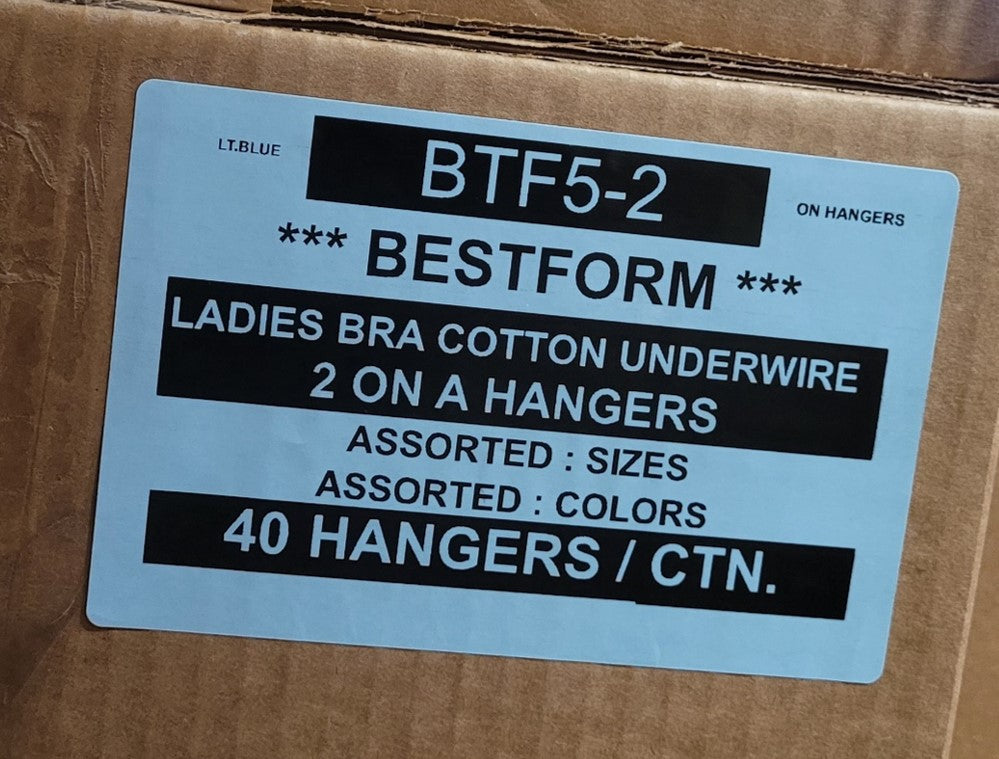 LT.BLUE
BTF5-2
ON HANGERS
*** BESTFORM ***
LADIES BRA COTTON UNDERWIRE
2 ON A HANGERS
ASSORTED : SIZES
ASSORTED : COLORS
40 HANGERS / CTN.